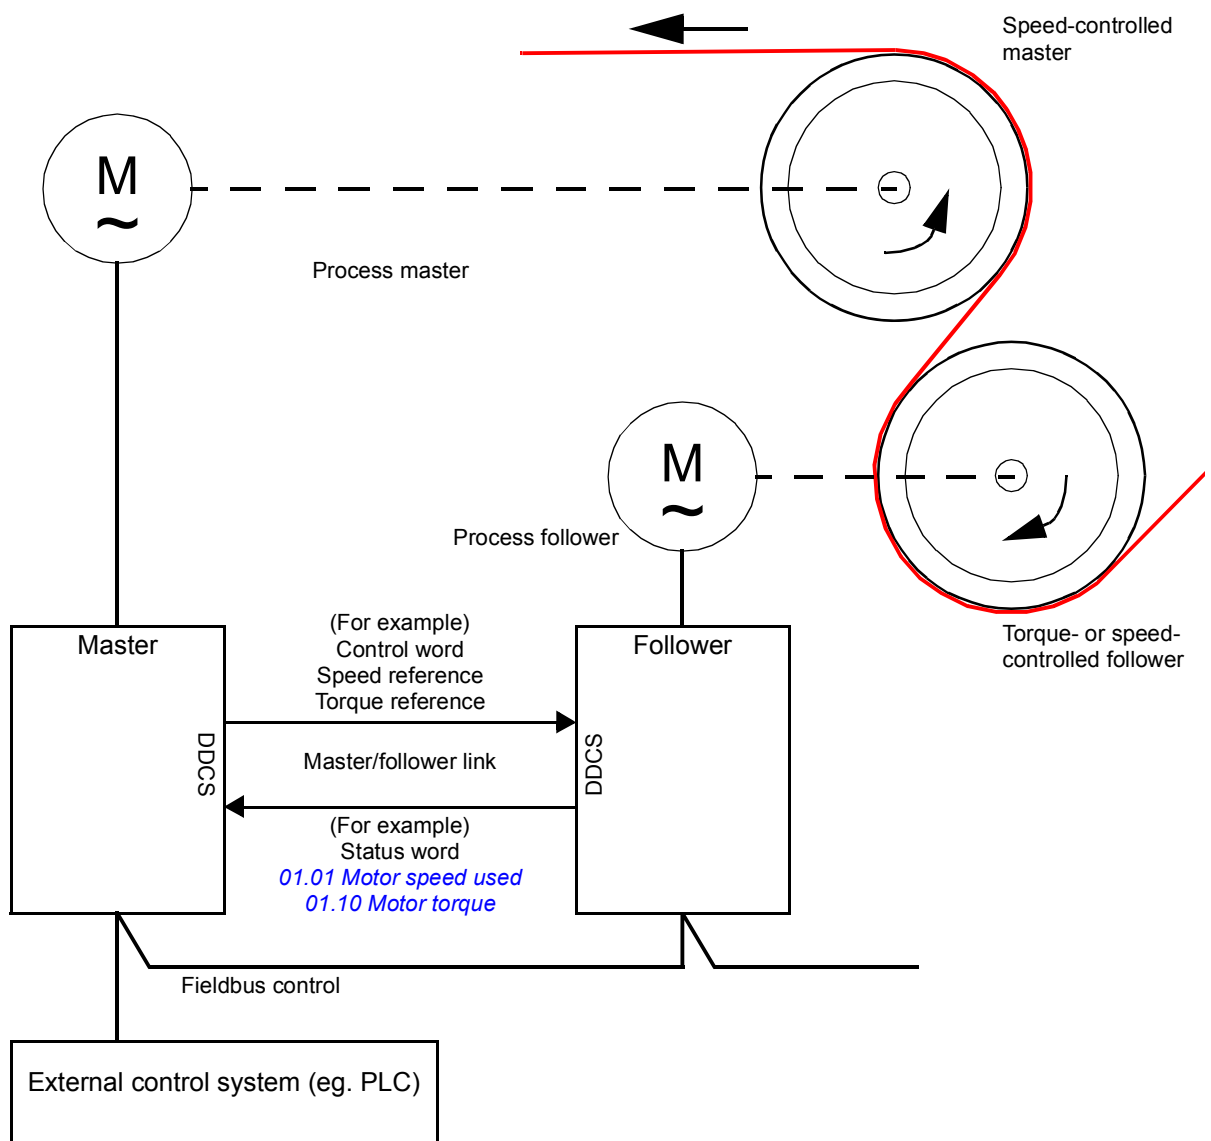 Speed-controlled
master
M
~
Process master
M
~
Process follower
Torque- or speed-
controlled follower
Master
(For example)
Control word
Speed reference
Torque reference
Follower
DDCS
Master/follower link
DDCS
(For example)
Status word
01.01 Motor speed used
01.10 Motor torque
Fieldbus control
External control system (eg. PLC)